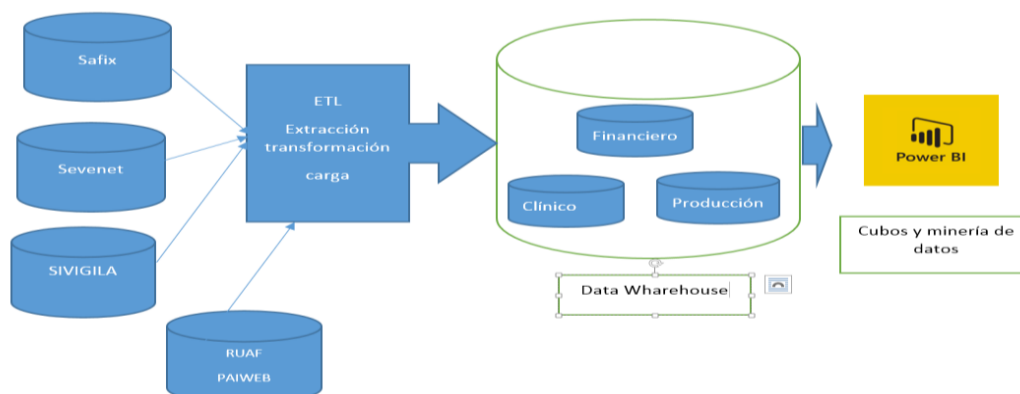 Safix
Sevenet
SIVIGILA
RUAF
PAIWEB
ETL
Extracción
transformación
carga
Financiero
Clínico
Producción
Data Wharehouse
Power BI
Cubos y minería de
datos